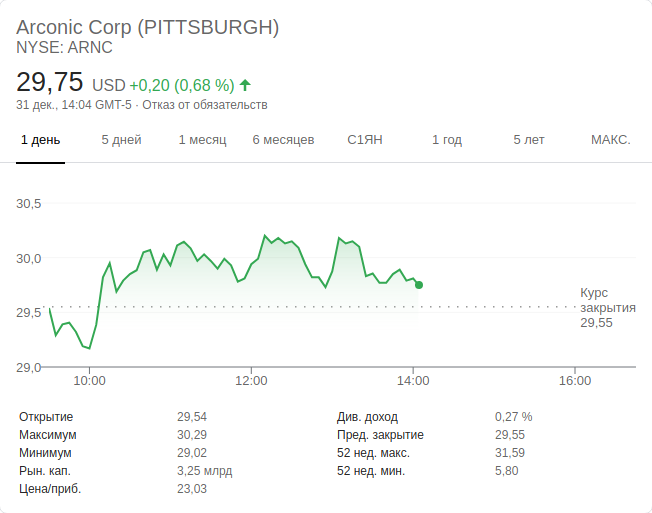 Arconic Corp (PITTSBURGH)
NYSE: ARNC
29,75 USD +0,20 (0,68 %)
31 дек., 14:04 GMT-5 · Отказ от обязательств
1 день 5 дней 1 месяц 6 месяцев С1ЯН 1 год 5 лет МАКС.
30,5
30,0
29,5
29,0
Курс
закрытия
29,55
10:00 12:00 14:00 16:00
Открытие 29,54 Див. доход 0,27 %
Максимум 30,29 Пред. закрытие 29,55
Минимум 29,02 52 нед. макс. 31,59
Рын. кап. 3,25 млрд 52 нед. мин. 5,80
Цена/приб. 23,03